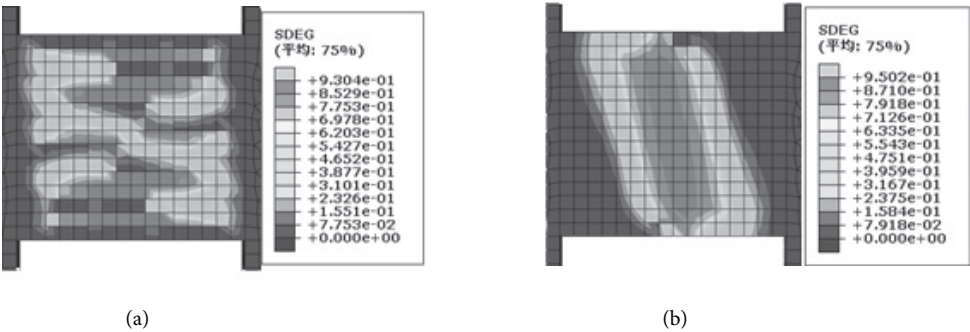 SDEG
(平均: 75%)
+9.304e-01
+8.529e-01
+7.753e-01
+6.978e-01
+6.203e-01
+5.427e-01
+4.652e-01
+3.877e-01
+3.101e-01
+2.326e-01
+1.551e-01
+7.753e-02
+0.000e+00
SDEG
(平均: 75%)
+9.502e-01
+8.710e-01
+7.918e-01
+7.126e-01
+6.335e-01
+5.543e-01
+4.751e-01
+3.959e-01
+3.167e-01
+2.375e-01
+1.584e-01
+7.918e-02
+0.000e+00
(a)
(b)